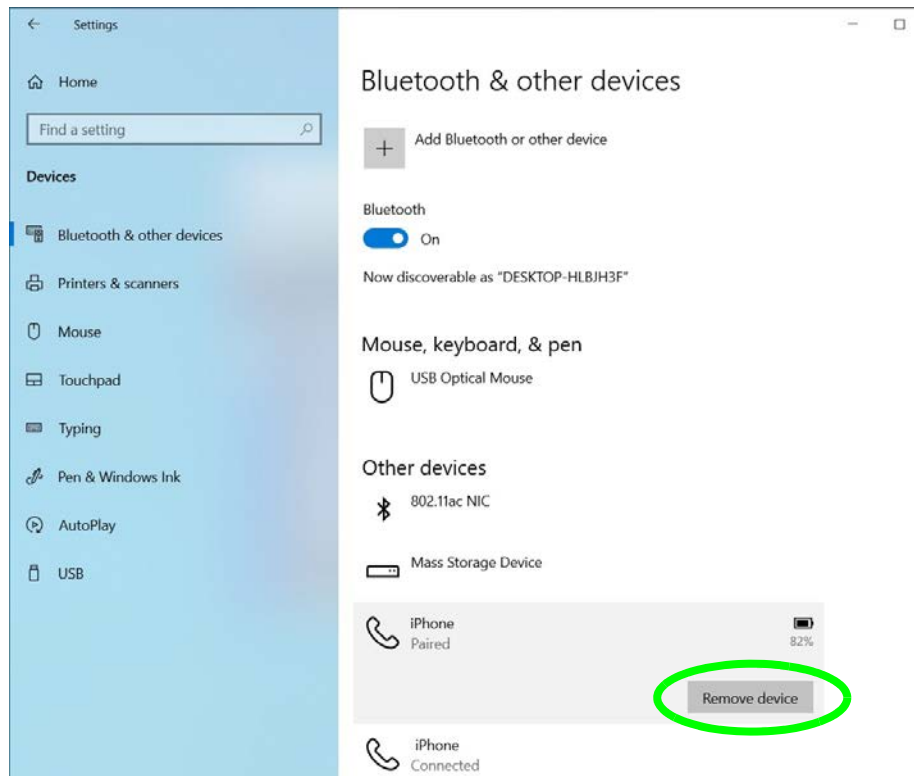 Settings
Home
Find a setting
Devices
Bluetooth & other devices
Printers & scanners
Mouse
Touchpad
Typing
Pen & Windows Ink
AutoPlay
USB
Bluetooth & other devices
Add Bluetooth or other device
Bluetooth
On
Now discoverable as "DESKTOP-HLBJH3F"
Mouse, keyboard, & pen
USB Optical Mouse
Other devices
802.11ac NIC
Mass Storage Device
iPhone
Paired
82%
Remove device
iPhone
Connected